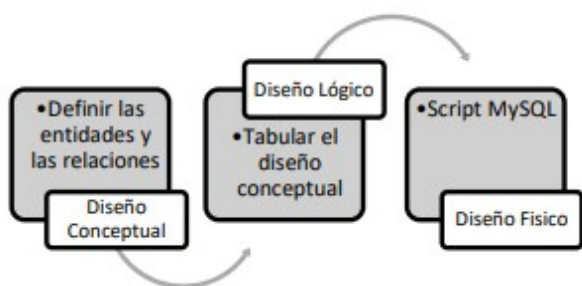 •Definir las
entidades y
las relaciones
Diseño
Conceptual
Diseño Lógico
•Tabular el
diseño
conceptual
•Script MySQL
Diseño Fisico